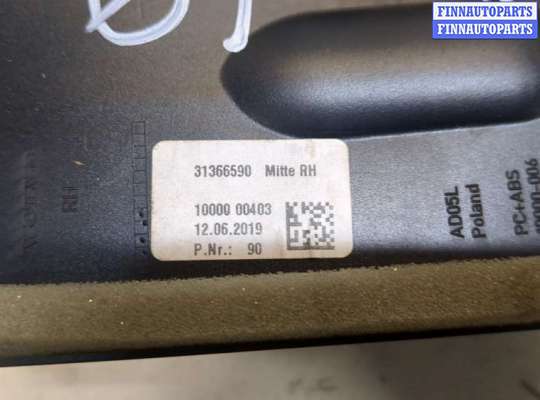 FINNAUTOPARTS
FINNAUTOPARTS
31366590 Mitte RH
10000 00403
12.06.2019
P.Nr.: 90
RH
AD05L
Poland
PC+ABS